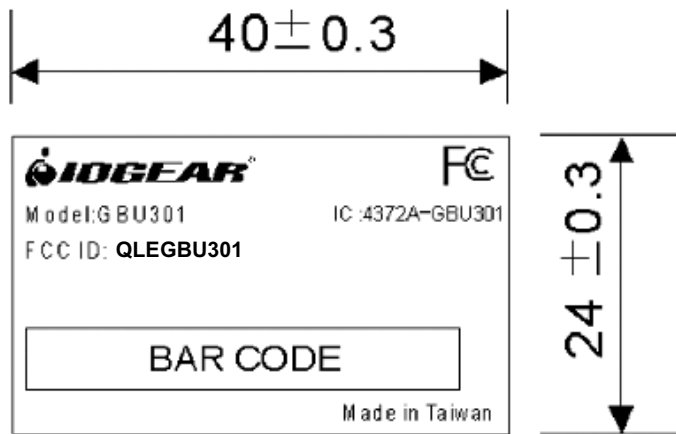 40±0.3
IOGEAR®
FC
Model:GBU301
IC :4372A-GBU301
FCC ID: QLEGBU301
BAR CODE
Made in Taiwan
24 ±0.3